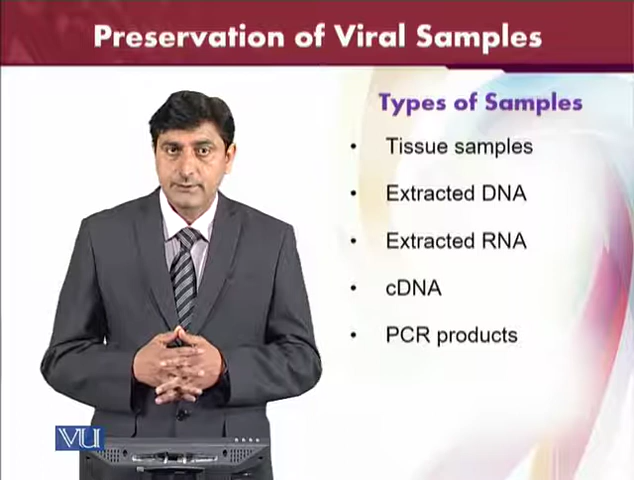 Preservation of Viral Samples
Types of Samples
• Tissue samples
• Extracted DNA
• Extracted RNA
• cDNA
• PCR products
VU